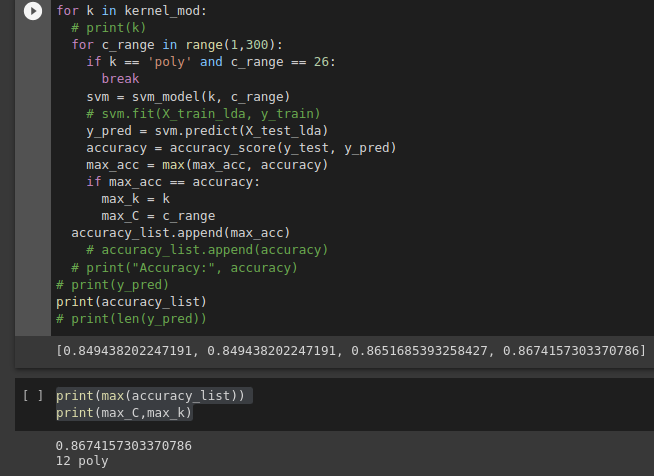 for k in kernel_mod:
  # print(k)
  for c_range in range(1,300):
    if k == 'poly' and c_range == 26:
      break
    svm = svm_model(k, c_range)
    # svm.fit(X_train_lda, y_train)
    y_pred = svm.predict(X_test_lda)
    accuracy = accuracy_score(y_test, y_pred)
    max_acc = max(max_acc, accuracy)
    if max_acc == accuracy:
      max_k = k
      max_C = c_range
  accuracy_list.append(max_acc)
    # accuracy_list.append(accuracy)
  # print("Accuracy:", accuracy)
# print(y_pred)
print(accuracy_list)
# print(len(y_pred))
[0.849438202247191, 0.849438202247191, 0.8651685393258427, 0.8674157303370786]
[ ] print(max(accuracy_list))
print(max_C,max_k)
0.8674157303370786
12 poly